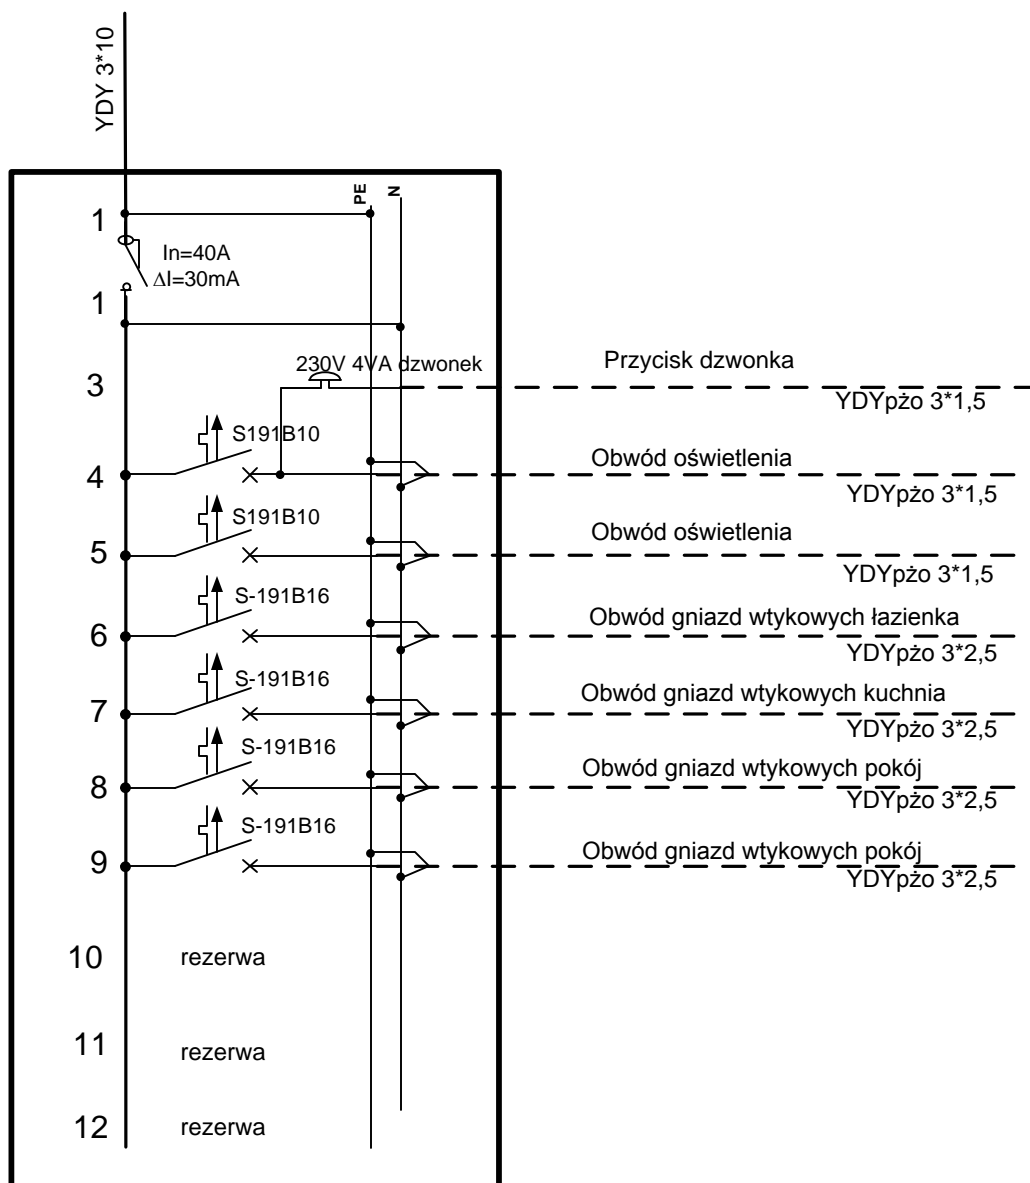 YDY 3*10
PE
N
1
In=40A
ΔI=30mA
1
230V 4VA dzwonek
Przycisk dzwonka
3
YDYpżo 3*1,5
S191B10
Obwód oświetlenia
4
YDYpżo 3*1,5
S191B10
Obwód oświetlenia
5
YDYpżo 3*1,5
S-191B16
Obwód gniazd wtykowych łazienka
6
YDYpżo 3*2,5
S-191B16
Obwód gniazd wtykowych kuchnia
7
YDYpżo 3*2,5
S-191B16
Obwód gniazd wtykowych pokój
8
YDYpżo 3*2,5
S-191B16
Obwód gniazd wtykowych pokój
9
YDYpżo 3*2,5
10 rezerwa
11 rezerwa
12 rezerwa